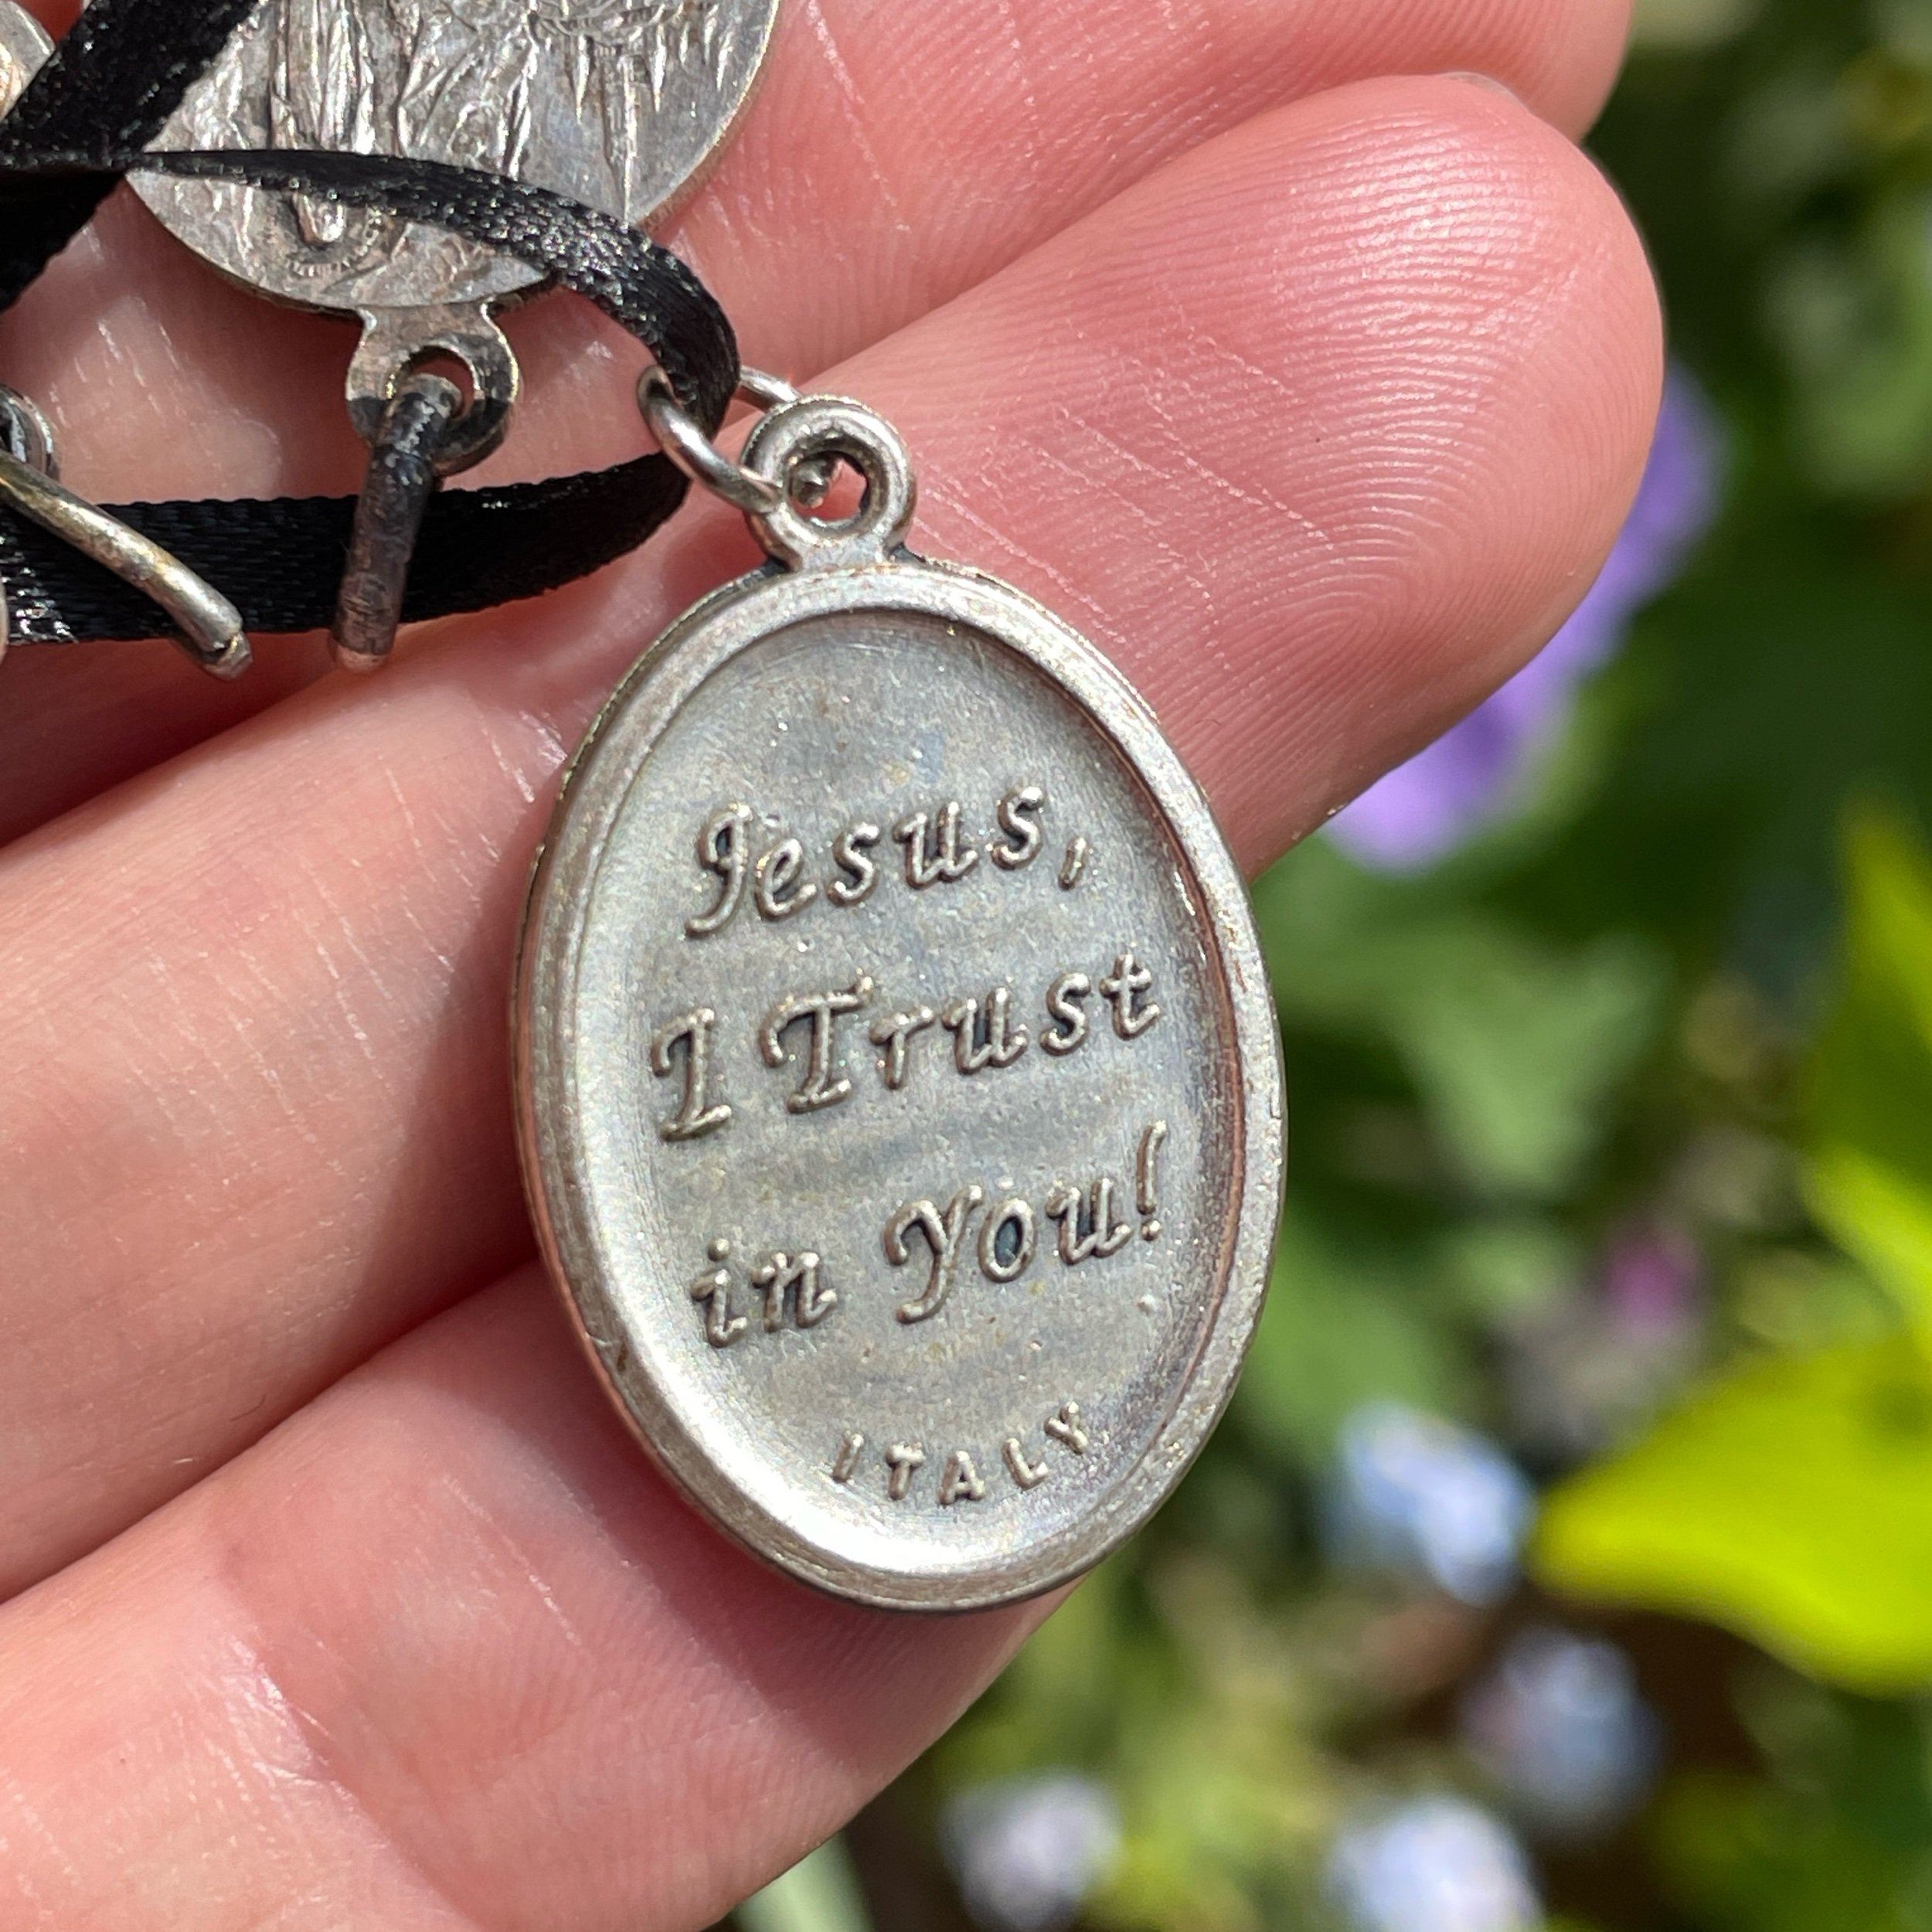 Jesus,
I Trust
in You!
ITALY